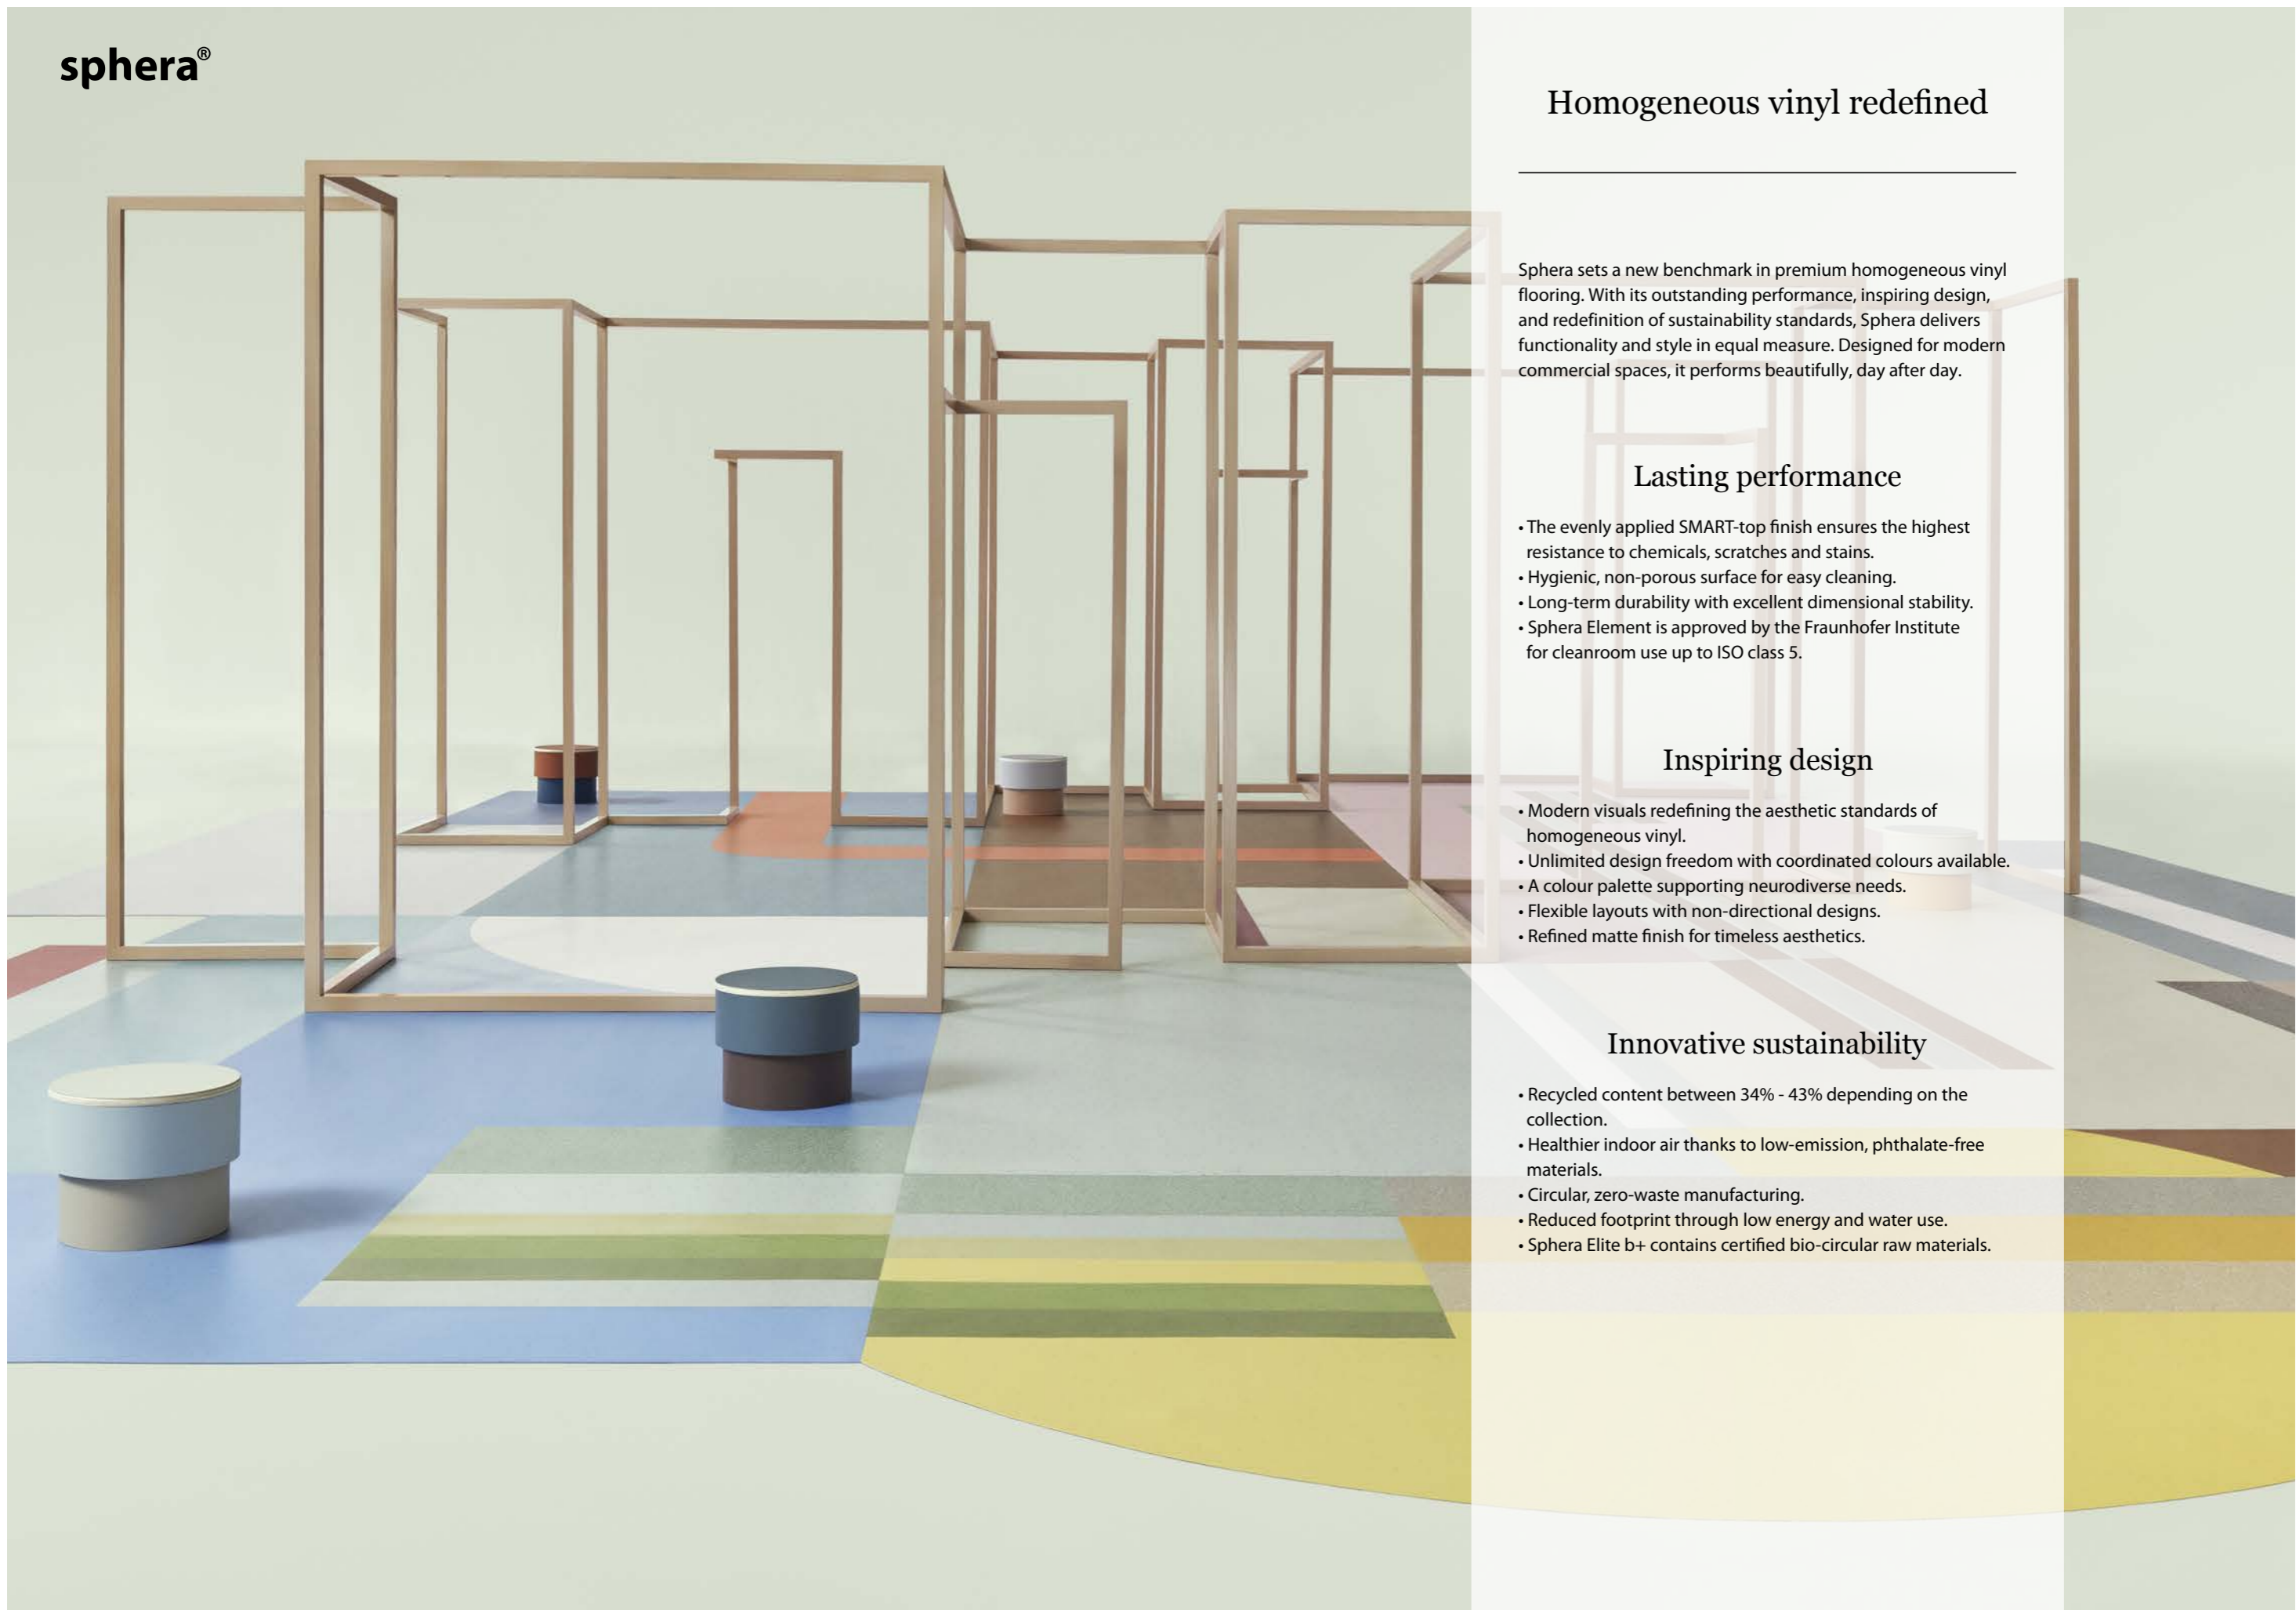 sphera®
Homogeneous vinyl redefined
Sphera sets a new benchmark in premium homogeneous vinyl
flooring. With its outstanding performance, inspiring design,
and redefinition of sustainability standards, Sphera delivers
functionality and style in equal measure. Designed for modern
commercial spaces, it performs beautifully, day after day.
Lasting performance
• The evenly applied SMART-top finish ensures the highest
resistance to chemicals, scratches and stains.
• Hygienic, non-porous surface for easy cleaning.
• Long-term durability with excellent dimensional stability.
• Sphera Element is approved by the Fraunhofer Institute
for cleanroom use up to ISO class 5.
Inspiring design
• Modern visuals redefining the aesthetic standards of
homogeneous vinyl.
• Unlimited design freedom with coordinated colours available.
• A colour palette supporting neurodiverse needs.
• Flexible layouts with non-directional designs.
• Refined matte finish for timeless aesthetics.
Innovative sustainability
• Recycled content between 34% - 43% depending on the
collection.
• Healthier indoor air thanks to low-emission, phthalate-free
materials.
• Circular, zero-waste manufacturing.
• Reduced footprint through low energy and water use.
• Sphera Elite b+ contains certified bio-circular raw materials.